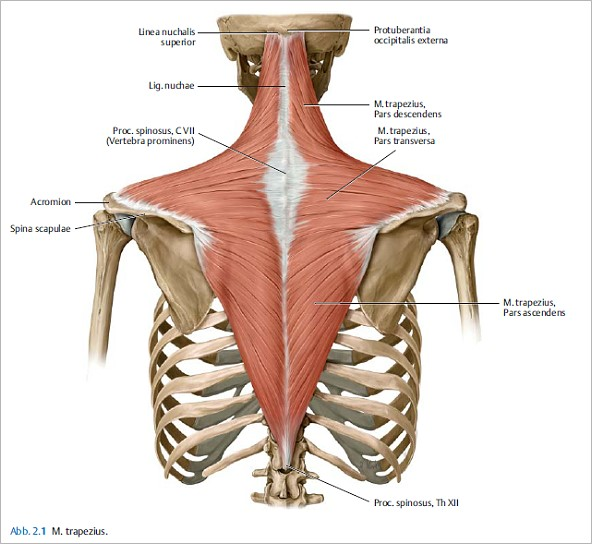 Linea nuchalis
superior
Protuberantia
occipitalis externa
Lig. nuchae
M. trapezius,
Pars descendens
Proc. spinosus, C VII
(Vertebra prominens)
M. trapezius,
Pars transversa
Acromion
Spina scapulae
M. trapezius,
Pars ascendens
Proc. spinosus, Th XII
Abb. 2.1 M. trapezius.